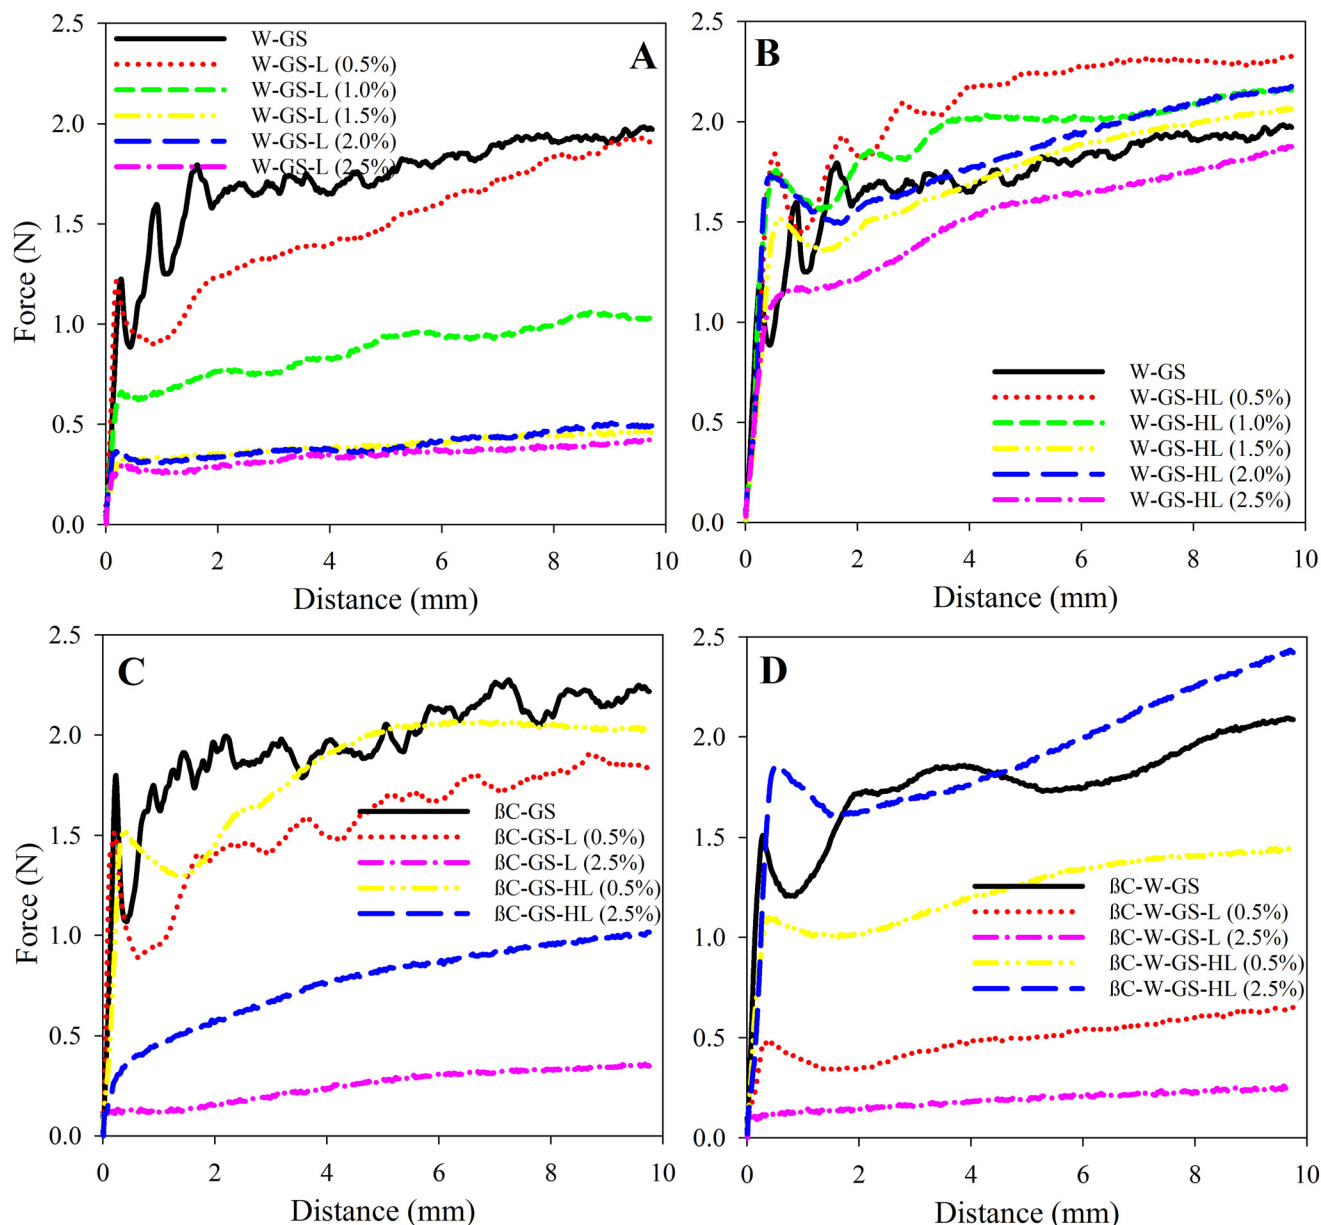 A
2.5
2.0
1.5
1.0
0.5
0.0
Force (N)
W-GS
W-GS-L (0.5%)
W-GS-L (1.0%)
W-GS-L (1.5%)
W-GS-L (2.0%)
W-GS-L (2.5%)
0 2 4 6 8 10
Distance (mm)
B
2.5
2.0
1.5
1.0
0.5
0.0
W-GS
W-GS-HL (0.5%)
W-GS-HL (1.0%)
W-GS-HL (1.5%)
W-GS-HL (2.0%)
W-GS-HL (2.5%)
0 2 4 6 8 10
Distance (mm)
C
2.5
2.0
1.5
1.0
0.5
0.0
Force (N)
ßC-GS
ßC-GS-L (0.5%)
ßC-GS-L (2.5%)
ßC-GS-HL (0.5%)
ßC-GS-HL (2.5%)
0 2 4 6 8 10
Distance (mm)
D
2.5
2.0
1.5
1.0
0.5
0.0
ßC-W-GS
ßC-W-GS-L (0.5%)
ßC-W-GS-L (2.5%)
ßC-W-GS-HL (0.5%)
ßC-W-GS-HL (2.5%)
0 2 4 6 8 10
Distance (mm)